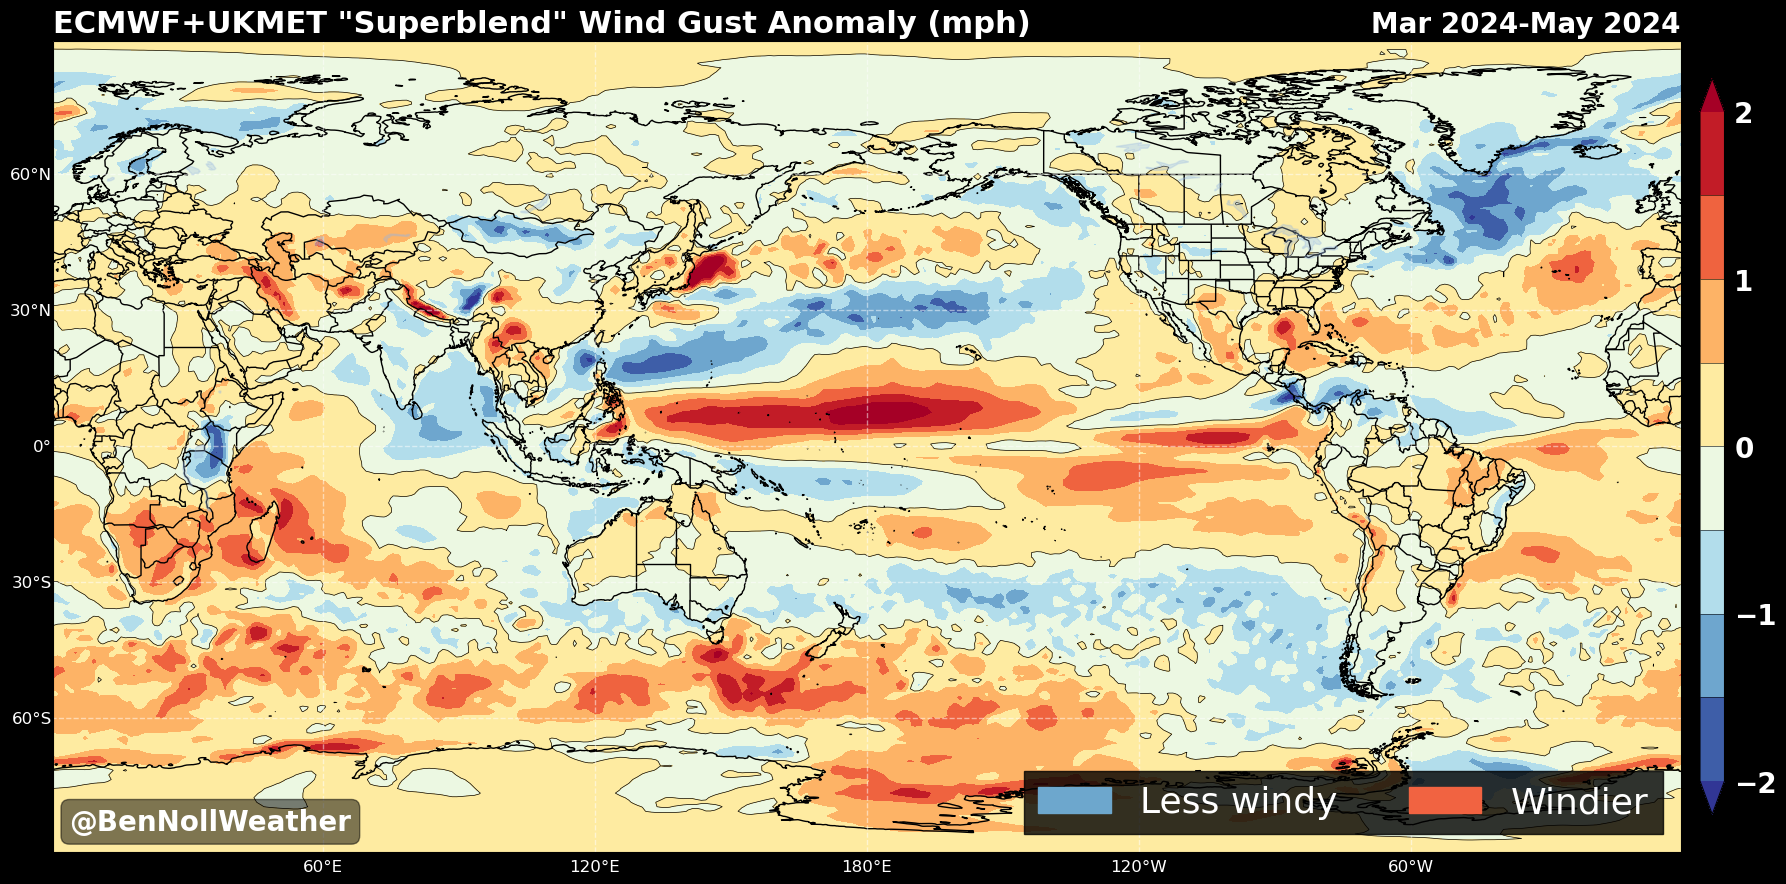 ECMWF+UKMET "Superblend" Wind Gust Anomaly (mph)
Mar 2024-May 2024
60°N
30°N
0°
30°S
60°S
60°E
120°E
180°E
120°W
60°W
2
1
0
−1
−2
@BenNollWeather
Less windy
Windier